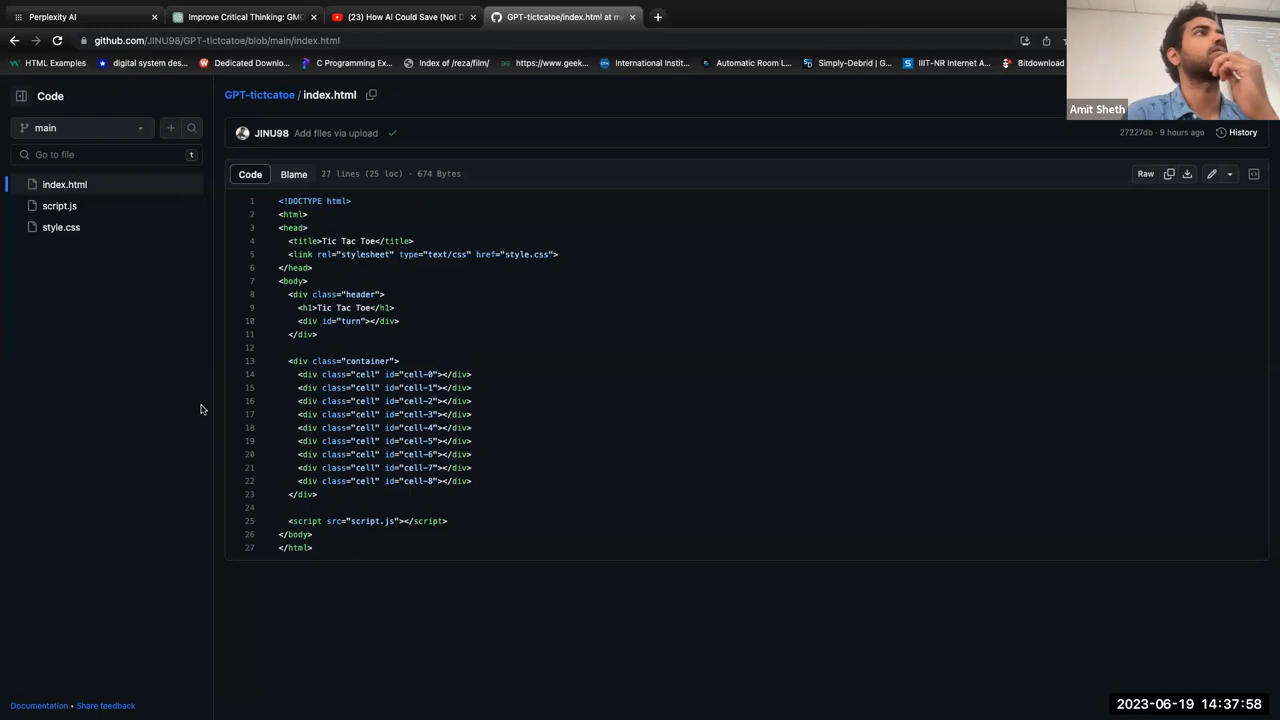 Perplexity AI
Improve Critical Thinking: GMC
(23) How AI Could Save (Not D
GPT-tictcatoe/index.html at m
github.com/JINU98/GPT-tictcatoe/blob/main/index.html
HTML Examples
digital system des...
Dedicated Downlo...
C Programming Ex...
Index of /reza/film/
https://www.geek...
International Instit...
Automatic Room L...
Simply-Debrid | G...
IIIT-NR Internet A...
Bitdownload
Amit Sheth
Code
GPT-tictcatoe / index.html
main
JINU98 Add files via upload
27227db · 9 hours ago
History
Go to file
t
Code Blame 27 lines (25 loc) · 674 Bytes
Raw
index.html
script.js
style.css
1 <!DOCTYPE html>
2 <html>
3 <head>
4 <title>Tic Tac Toe</title>
5 <link rel="stylesheet" type="text/css" href="style.css">
6 </head>
7 <body>
8 <div class="header">
9 <h1>Tic Tac Toe</h1>
10 <div id="turn"></div>
11 </div>
12
13 <div class="container">
14 <div class="cell" id="cell-0"></div>
15 <div class="cell" id="cell-1"></div>
16 <div class="cell" id="cell-2"></div>
17 <div class="cell" id="cell-3"></div>
18 <div class="cell" id="cell-4"></div>
19 <div class="cell" id="cell-5"></div>
20 <div class="cell" id="cell-6"></div>
21 <div class="cell" id="cell-7"></div>
22 <div class="cell" id="cell-8"></div>
23 </div>
24
25 <script src="script.js"></script>
26 </body>
27 </html>
Documentation • Share feedback
2023-06-19 14:37:58